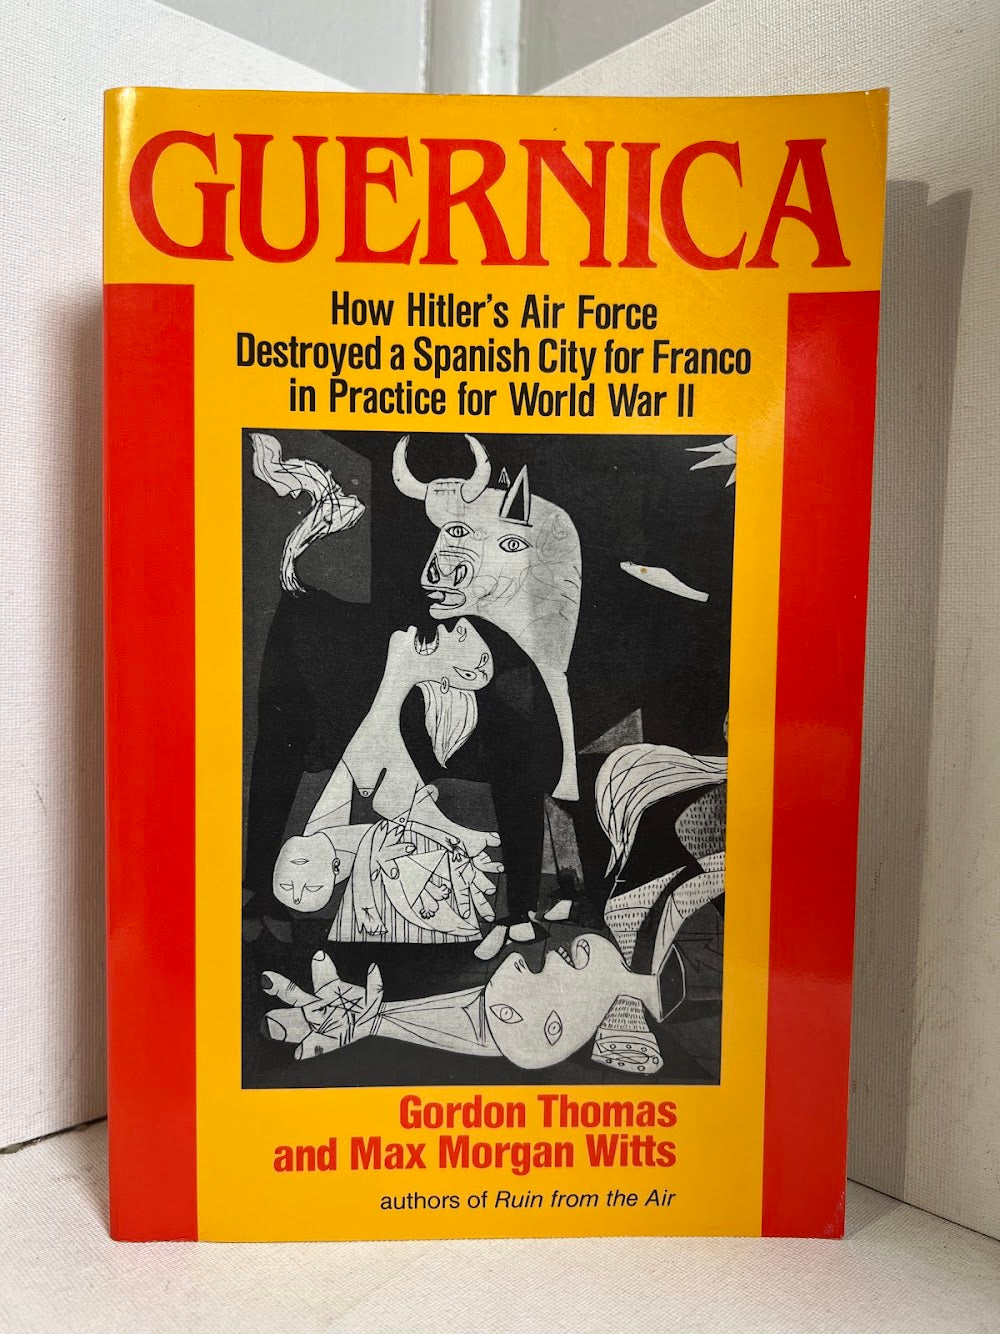 GUERNICA
How Hitler's Air Force
Destroyed a Spanish City for Franco
in Practice for World War II
Gordon Thomas
and Max Morgan Witts
authors of Ruin from the Air